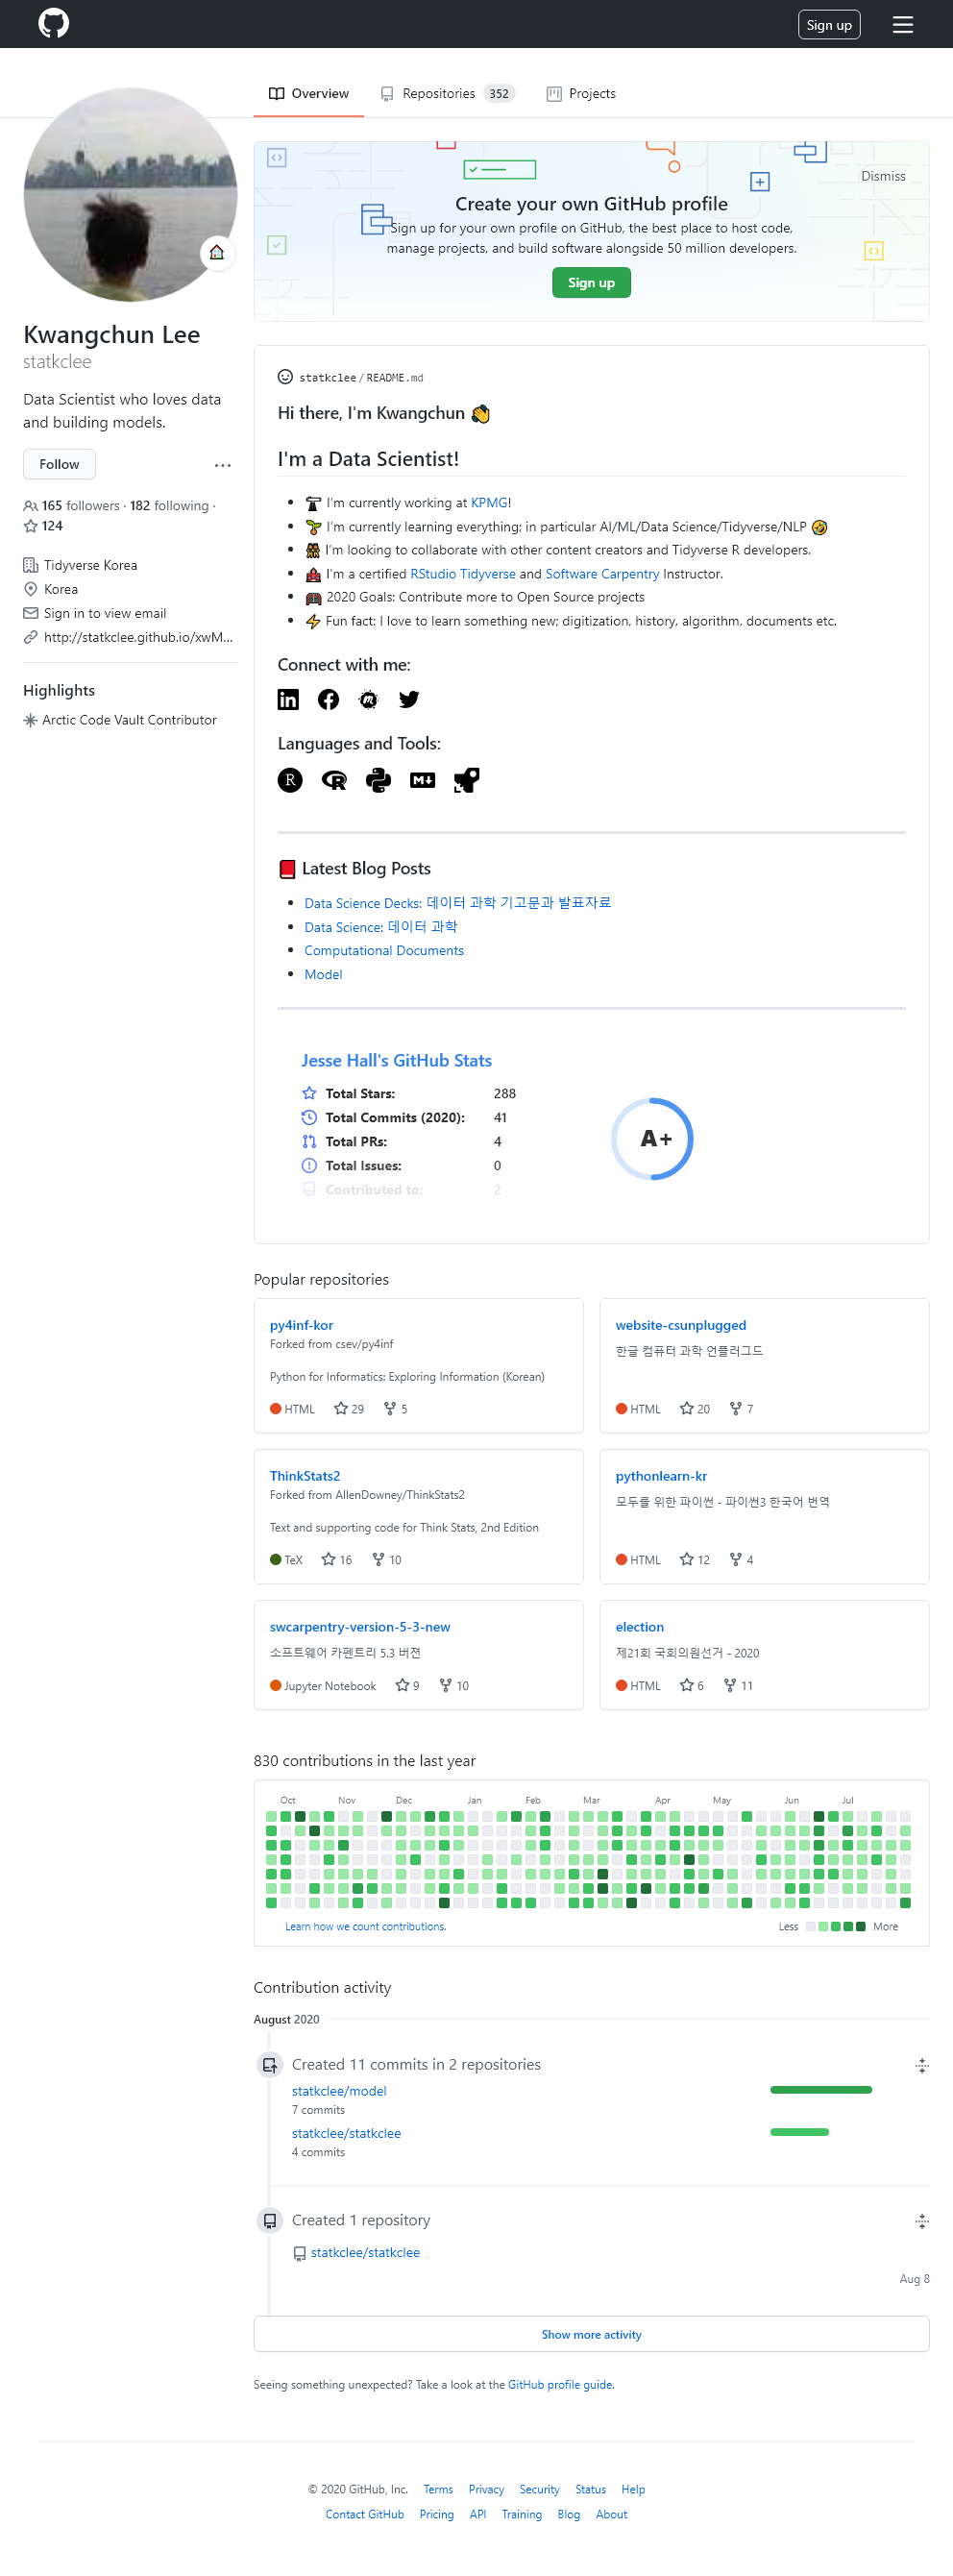 Sign up
Overview
Repositories 352
Projects
Dismiss
Create your own GitHub profile
Sign up for your own profile on GitHub, the best place to host code,
manage projects, and build software alongside 50 million developers.
Sign up
Kwangchun Lee
statkclee
Data Scientist who loves data
and building models.
Follow
165 followers · 182 following ·
124
Tidyverse Korea
Korea
Sign in to view email
http://statkclee.github.io/xwM...
Highlights
Arctic Code Vault Contributor
statkclee/README.md
Hi there, I'm Kwangchun 👋
I'm a Data Scientist!
I'm currently working at KPMG!
I'm currently learning everything; in particular AI/ML/Data Science/Tidyverse/NLP 🤣
I'm looking to collaborate with other content creators and Tidyverse R developers.
I'm a certified RStudio Tidyverse and Software Carpentry Instructor.
2020 Goals: Contribute more to Open Source projects
⚡ Fun fact: I love to learn something new; digitization, history, algorithm, documents etc.
Connect with me:
in f m
Languages and Tools:
R R M
📕 Latest Blog Posts
Data Science Decks: 데이터 과학 기고문과 발표자료
Data Science: 데이터 과학
Computational Documents
Model
Jesse Hall's GitHub Stats
Total Stars: 288
Total Commits (2020): 41
Total PRs: 4
Total Issues: 0
Contributed to: 2
A+
Popular repositories
py4inf-kor
Forked from csev/py4inf
Python for Informatics: Exploring Information (Korean)
HTML 29 5
website-csunplugged
한글 컴퓨터 과학 언플러그드
HTML 20 7
ThinkStats2
Forked from AllenDowney/ThinkStats2
Text and supporting code for Think Stats, 2nd Edition
TeX 16 10
pythonlearn-kr
모두를 위한 파이썬 - 파이썬3 한국어 번역
HTML 12 4
swcarpentry-version-5-3-new
소프트웨어 카펜트리 5.3 버젼
Jupyter Notebook 9 10
election
제21회 국회의원선거 - 2020
HTML 6 11
830 contributions in the last year
Oct Nov Dec Jan Feb Mar Apr May Jun Jul
Learn how we count contributions.
Less More
Contribution activity
August 2020
Created 11 commits in 2 repositories
statkclee/model
7 commits
statkclee/statkclee
4 commits
Created 1 repository
statkclee/statkclee
Aug 8
Show more activity
Seeing something unexpected? Take a look at the GitHub profile guide.
© 2020 GitHub, Inc. Terms Privacy Security Status Help
Contact GitHub Pricing API Training Blog About